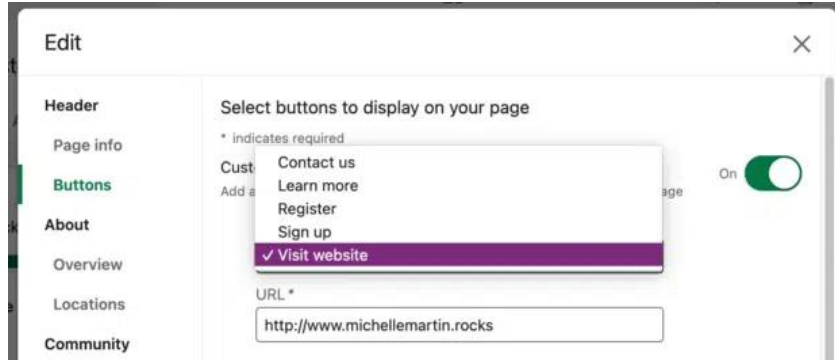 Edit
Header
Page info
Buttons
About
Overview
Locations
Community
Select buttons to display on your page
* indicates required
On
Contact us
Learn more
Register
Sign up
✓ Visit website
URL *
http://www.michellemartin.rocks